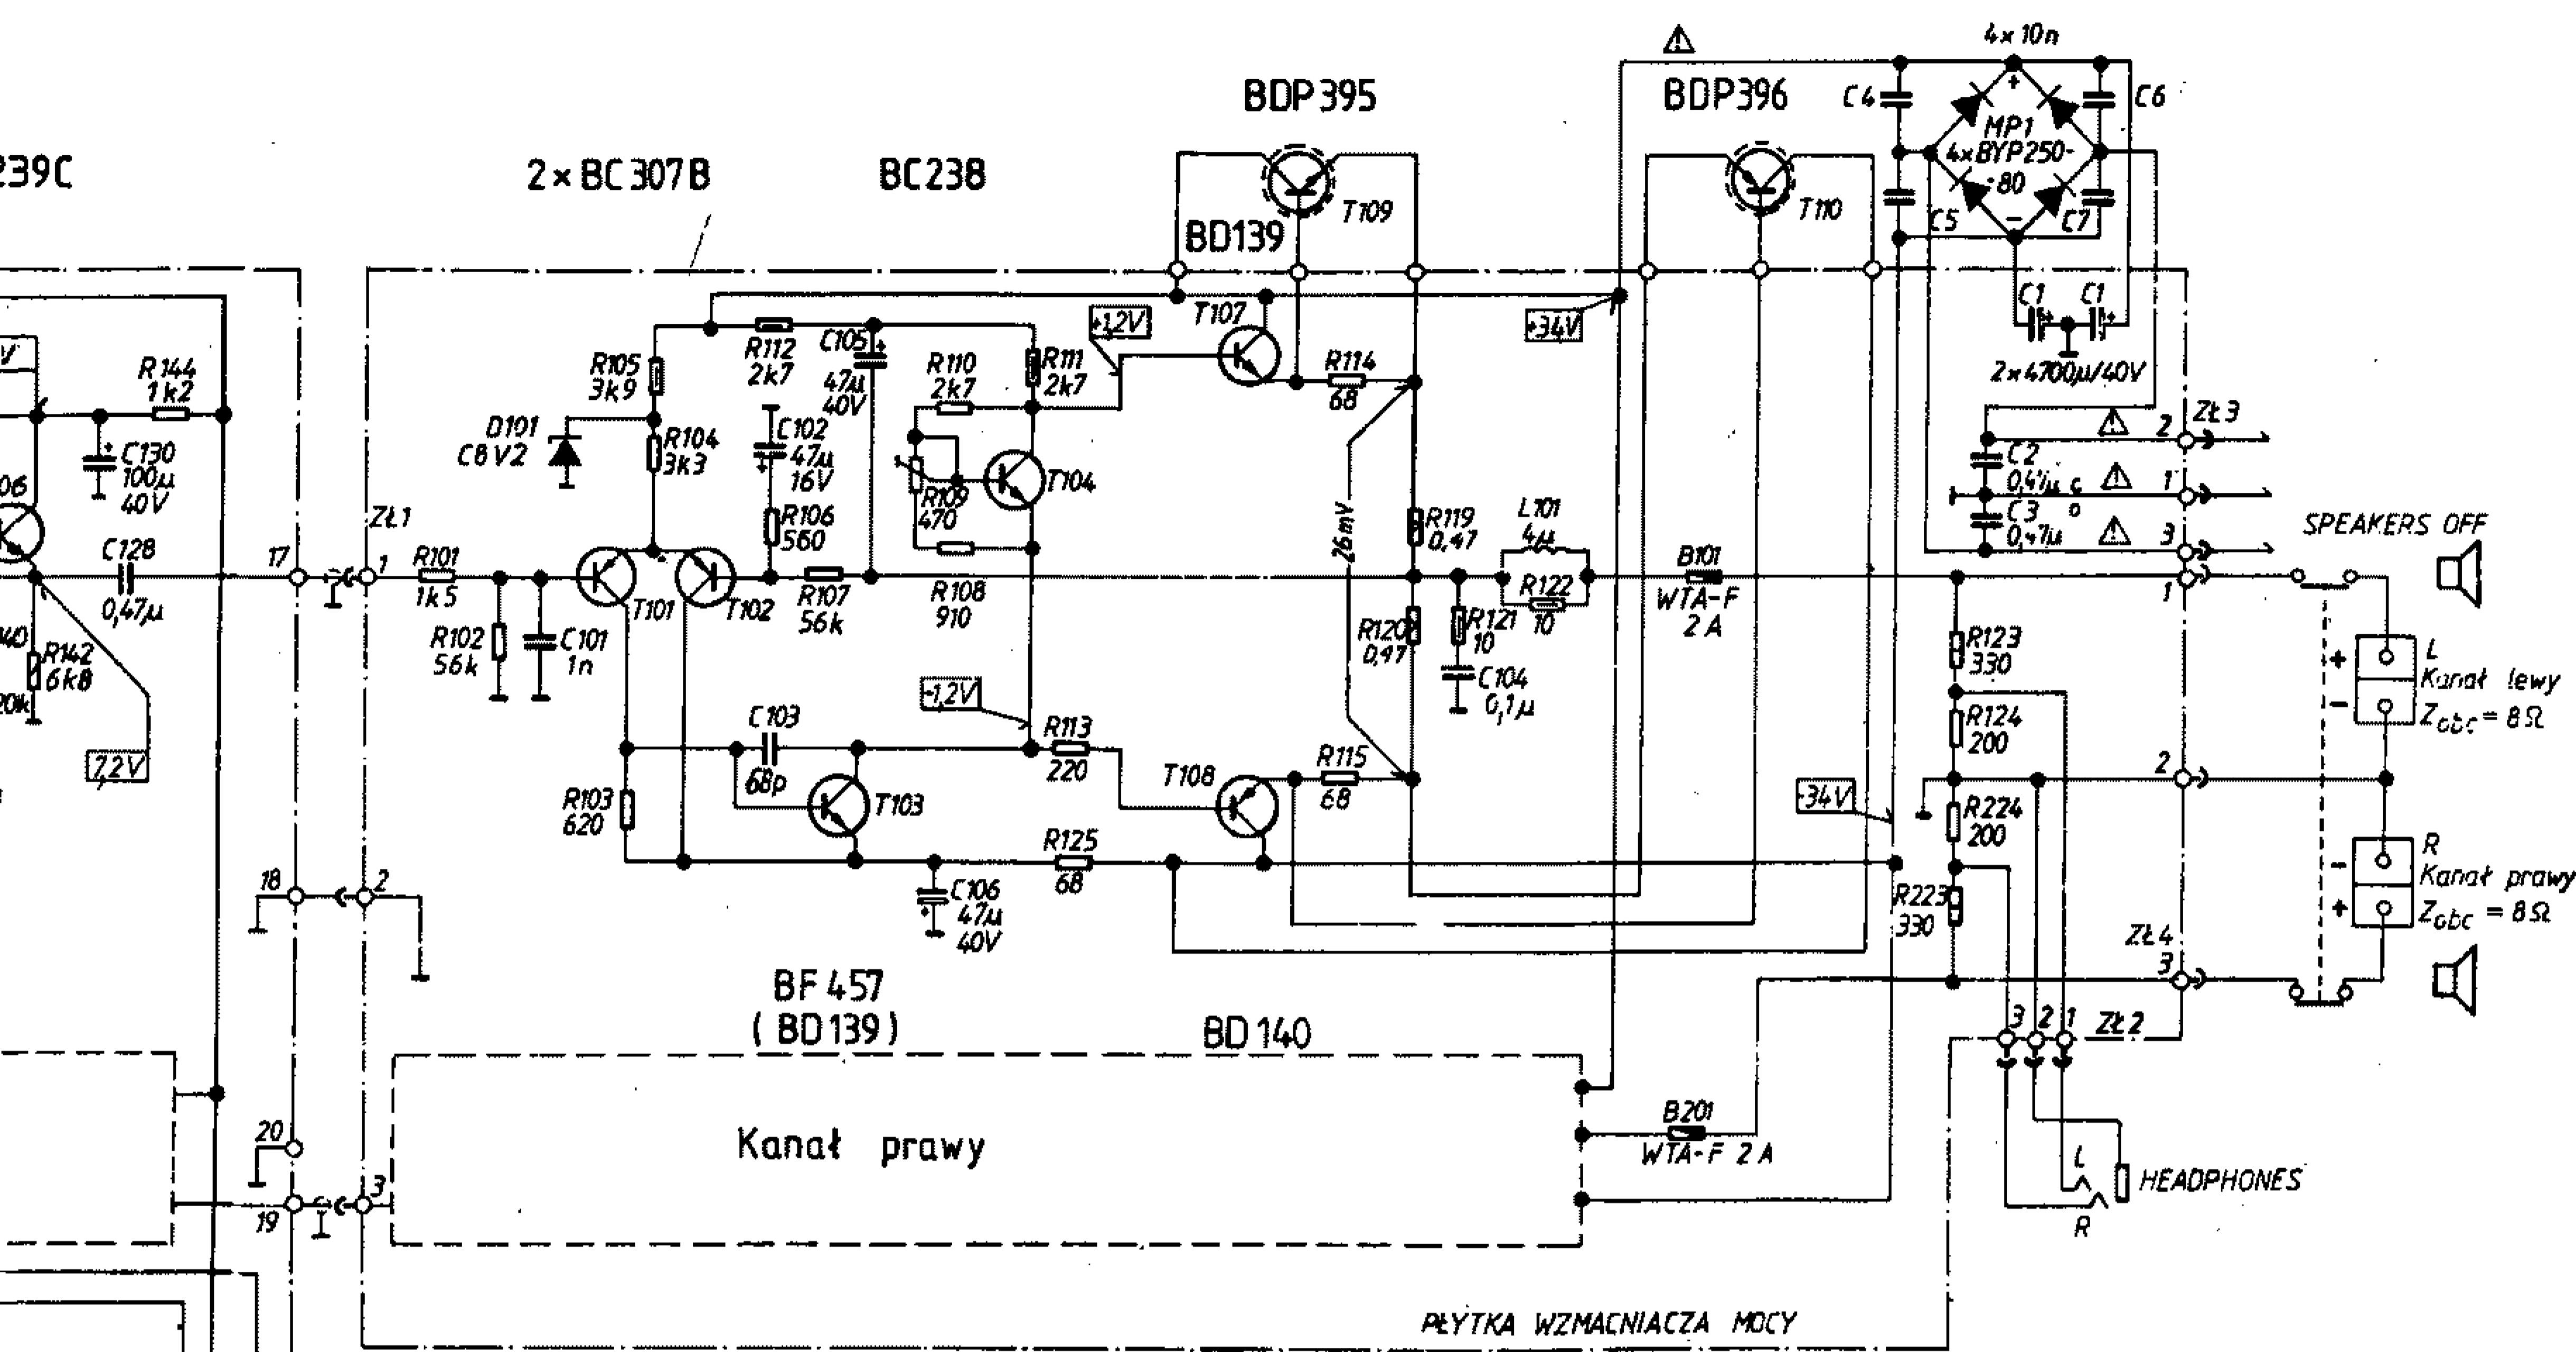 4×10n
BDP395
BDP396
C4
C6
+
MP1
4×BYP250-
-80
-
C5
C7
239C
2×BC307B
BC238
T109
T110
BD139
C1
C1
+
+
2×4700µ/40V
+1,2V
T107
+34V
V
R144
1k2
R105
3k9
R112
2k7
C105
+
47µ
40V
R110
2k7
R111
2k7
R114
68
D101
C8V2
R104
3k3
C102
47µ
+
16V
T104
R109
470
2
ZŁ3
C2
0,47µ
1
C3
0,47µ
3
C130
+
100µ
40V
06
C128
0,47µ
17
ZŁ1
1
R101
1k5
R106
560
T101
T102
R107
56k
R108
910
26mV
R119
0,47
L101
4µ
R122
10
B101
WTA-F
2A
1
SPEAKERS OFF
R102
56k
C101
1n
R120
0,47
R121
10
C104
0,1µ
R123
330
R124
200
+
L
Kanał lewy
-
Zobc = 8Ω
40
R142
6k8
20k
7,2V
-1,2V
C103
68p
R113
220
R115
68
T108
T103
R103
620
-34V
2
R224
200
R125
68
C106
47µ
+
40V
R223
330
R
-
Kanał prawy
+
Zobc = 8Ω
18
2
ZŁ4
3
BF457
(BD139)
BD140
3 2 1 ZŁ2
Kanał prawy
B201
WTA-F 2A
20
3
19
L
HEADPHONES
R
PŁYTKA WZMACNIACZA MOCY